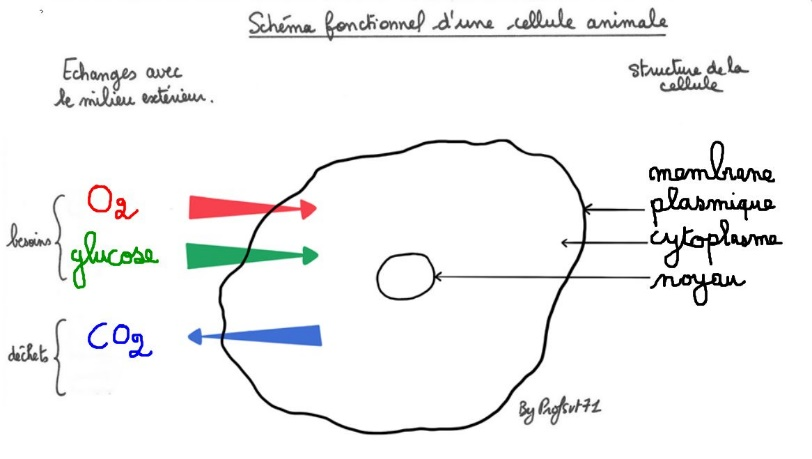 Schéma fonctionnel d'une cellule animale
Echanges avec
le milieu extérieur.
Structure de la
cellule
membrane
plasmique
cytoplasme
noyau
besoins
O2
glucose
déchets
CO2
By Profsvt71